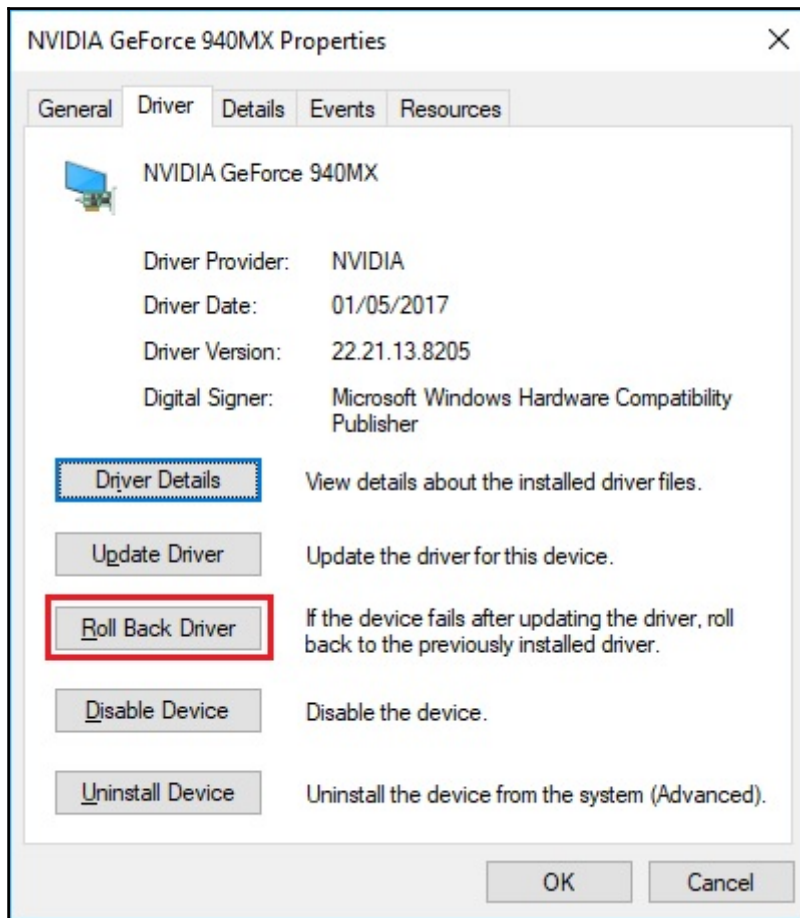 NVIDIA GeForce 940MX Properties
General Driver Details Events Resources
NVIDIA GeForce 940MX
Driver Provider: NVIDIA
Driver Date: 01/05/2017
Driver Version: 22.21.13.8205
Digital Signer: Microsoft Windows Hardware Compatibility
Publisher
Driver Details View details about the installed driver files.
Update Driver Update the driver for this device.
Roll Back Driver If the device fails after updating the driver, roll
back to the previously installed driver.
Disable Device Disable the device.
Uninstall Device Uninstall the device from the system (Advanced).
OK Cancel